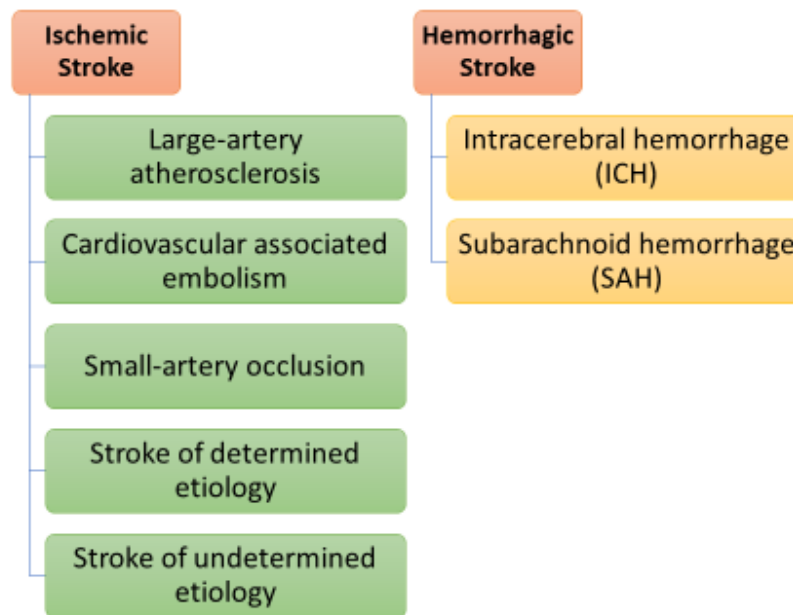 Ischemic
Stroke
Large-artery
atherosclerosis
Cardiovascular associated
embolism
Small-artery occlusion
Stroke of determined
etiology
Stroke of undetermined
etiology
Hemorrhagic
Stroke
Intracerebral hemorrhage
(ICH)
Subarachnoid hemorrhage
(SAH)